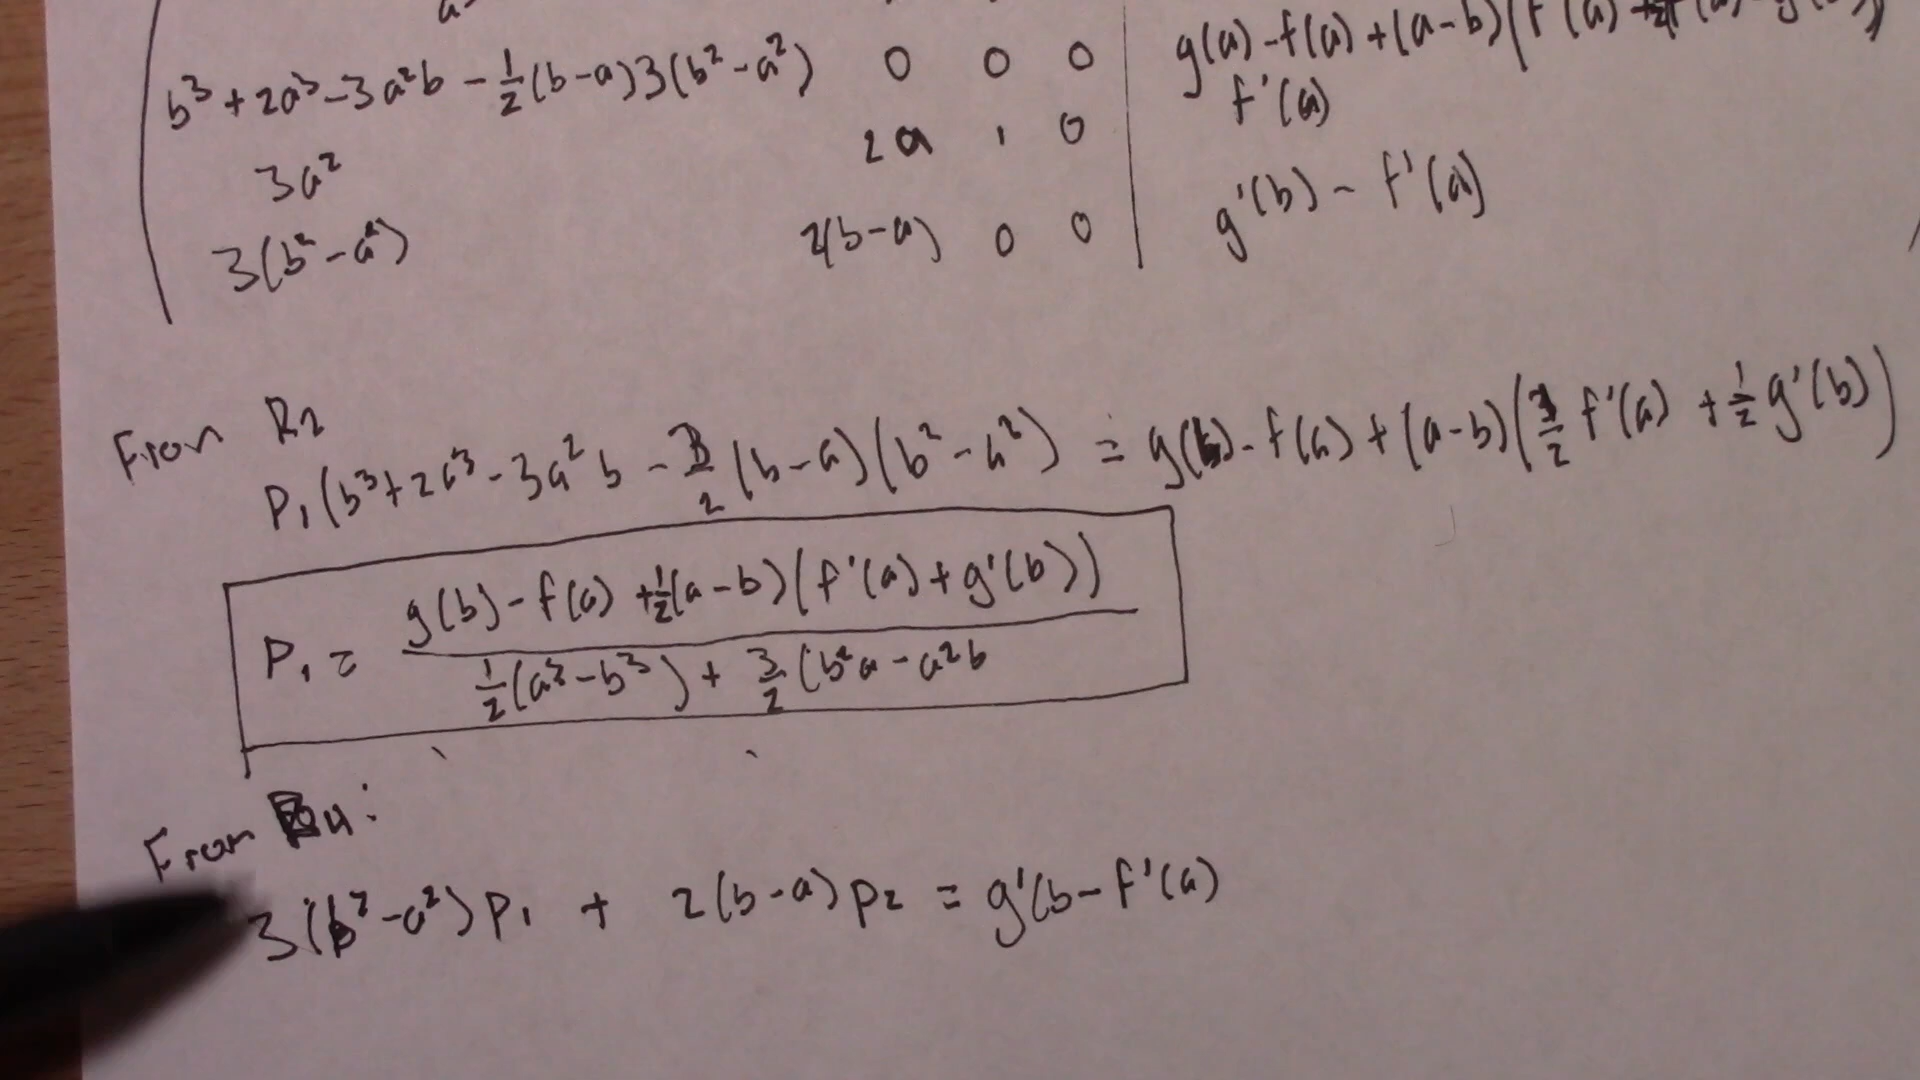 b³ + 2a³ - 3a²b - ½(b-a)3(b²-a²) 0 0 0 | g(a) - f(a) + (a-b)(f'(a) +
3a² 2a 1 0 | f'(a)
3(b²-a²) 2(b-a) 0 0 | g'(b) - f'(a)
From R2
P₁(b³+2a³-3a²b - 3/2 (b-a)(b²-a²) = g(b) - f(a) + (a-b)(½ f'(a) + ½ g'(b))
P₁ = g(b) - f(a) + ½(a-b)(f'(a) + g'(b))
½(a³-b³) + 3/2 (b²a - a²b
From R4:
3(b²-a²)P₁ + 2(b-a)P₂ = g'(b - f'(a)